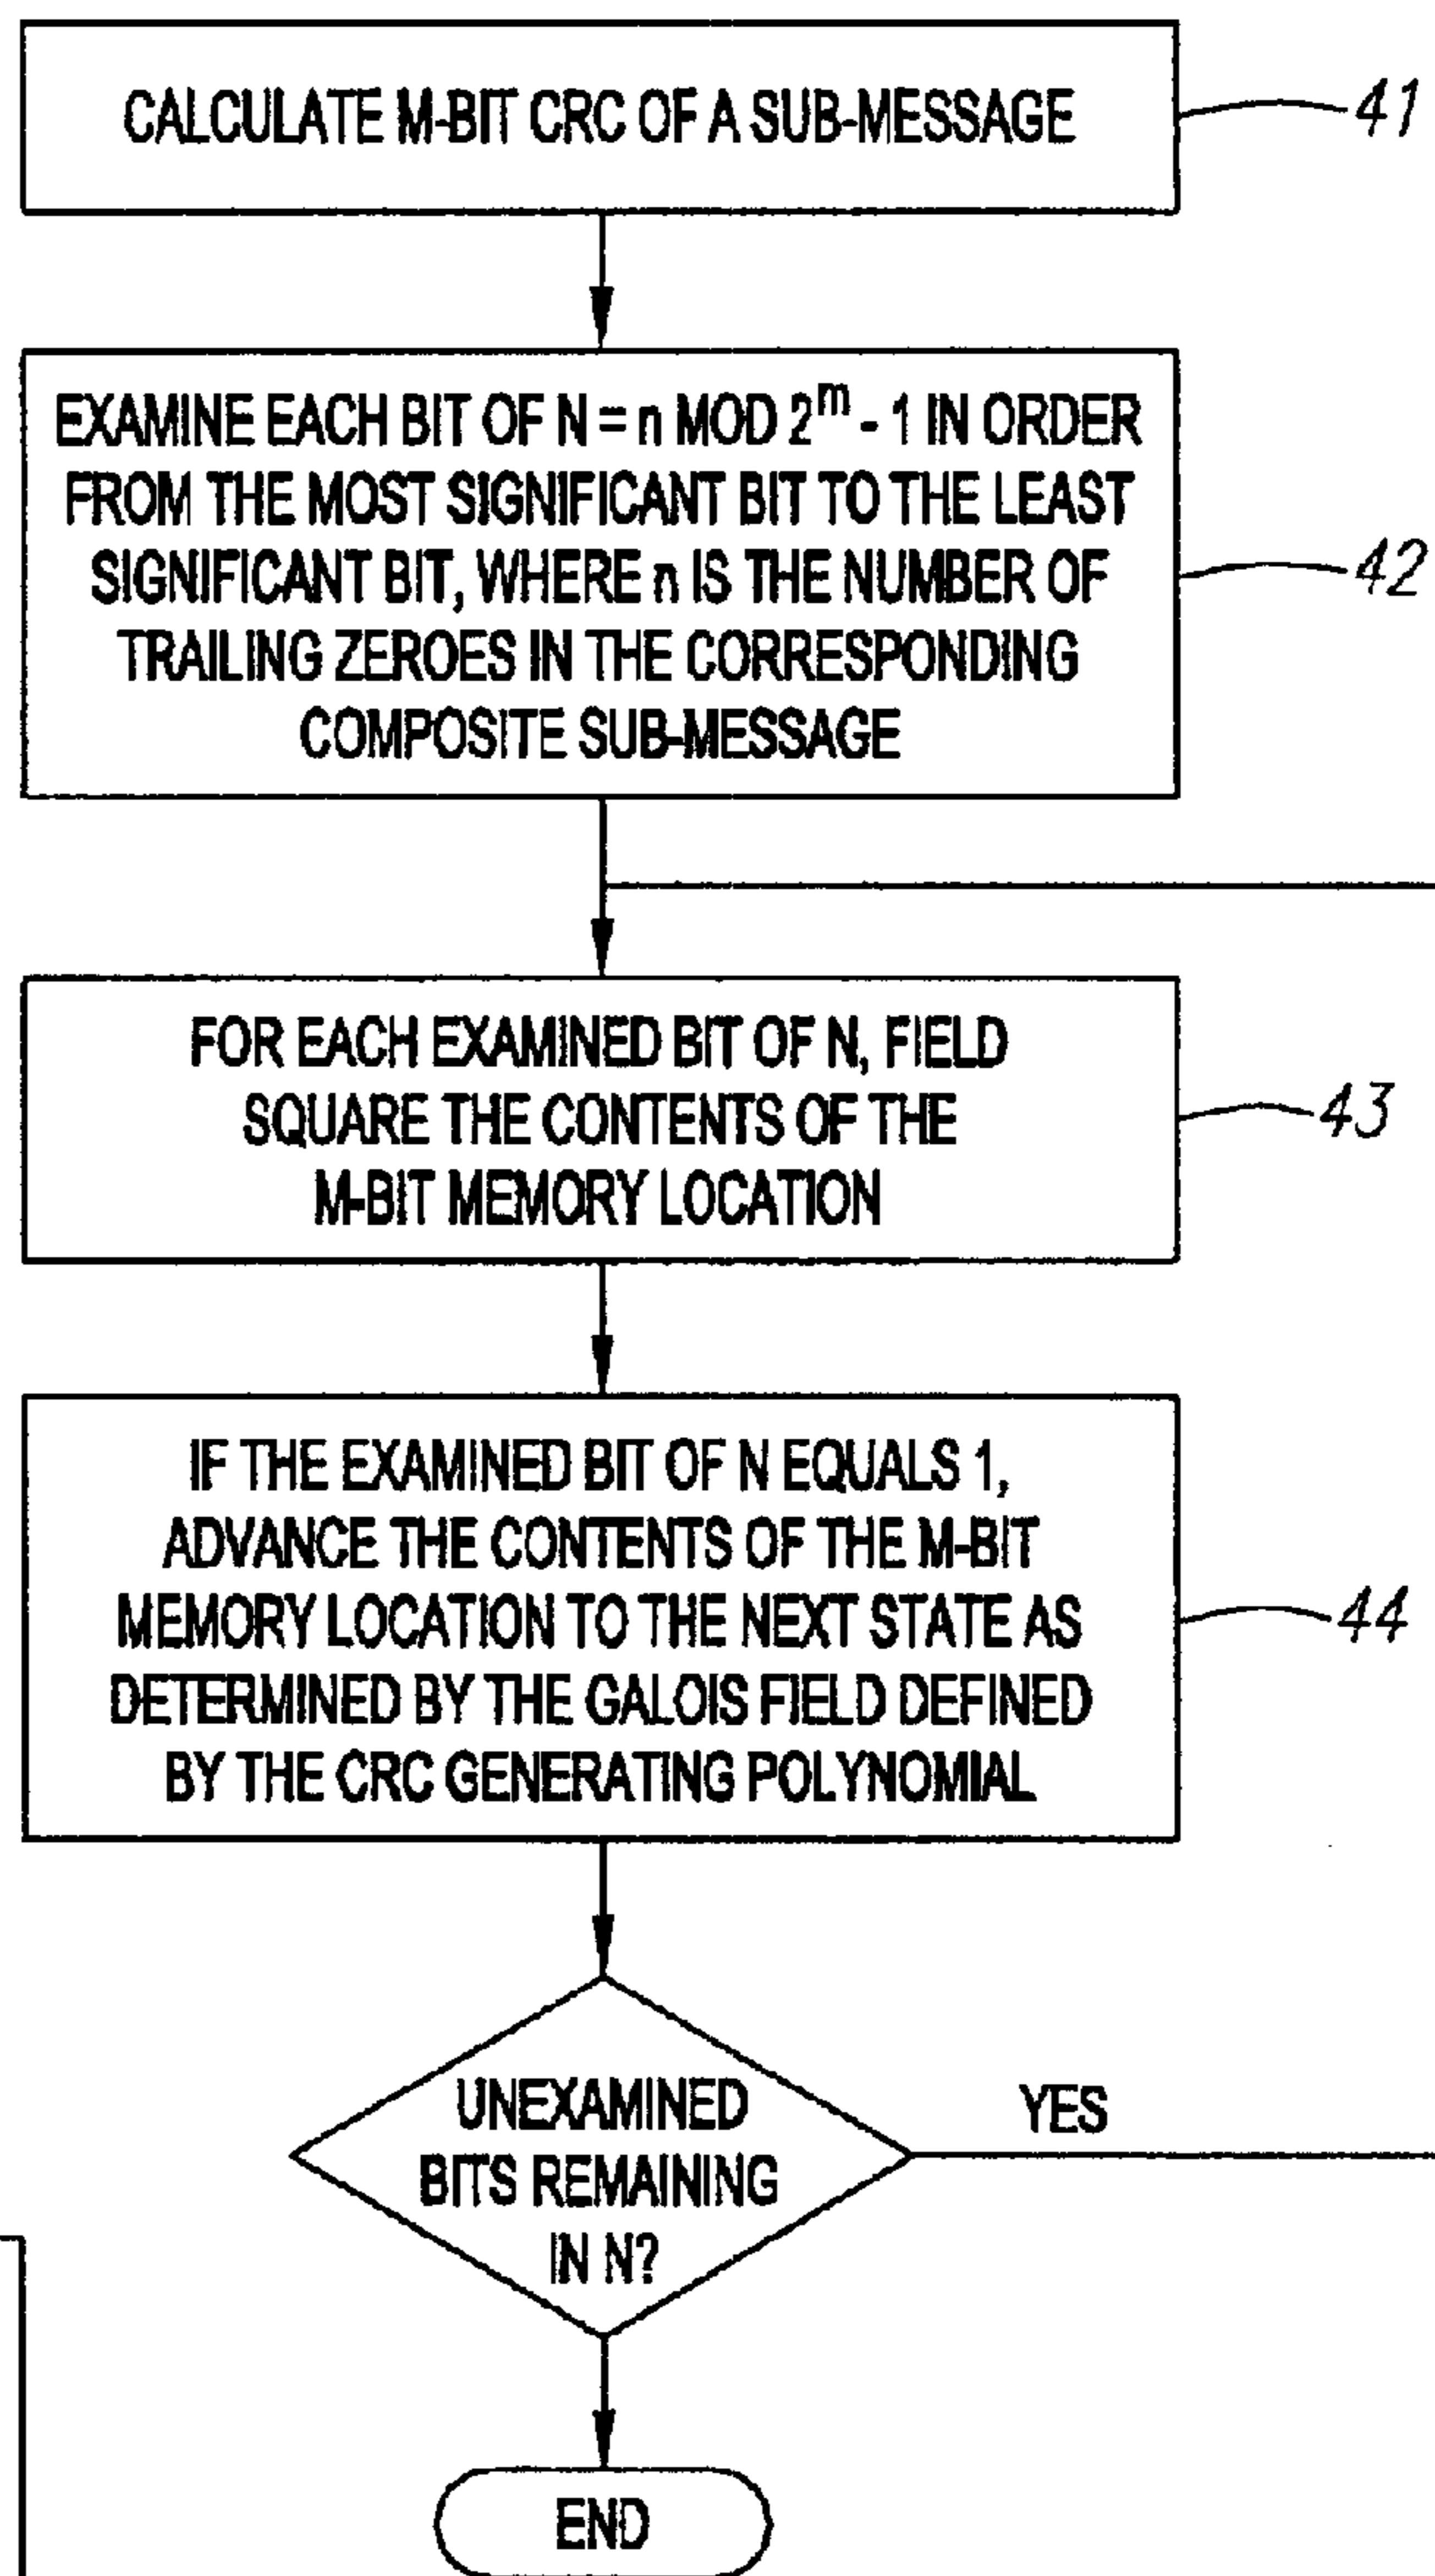 CALCULATE M-BIT CRC OF A SUB-MESSAGE
41
EXAMINE EACH BIT OF N = n MOD 2^m - 1 IN ORDER
FROM THE MOST SIGNIFICANT BIT TO THE LEAST
SIGNIFICANT BIT, WHERE n IS THE NUMBER OF
TRAILING ZEROES IN THE CORRESPONDING
COMPOSITE SUB-MESSAGE
42
FOR EACH EXAMINED BIT OF N, FIELD
SQUARE THE CONTENTS OF THE
M-BIT MEMORY LOCATION
43
IF THE EXAMINED BIT OF N EQUALS 1,
ADVANCE THE CONTENTS OF THE M-BIT
MEMORY LOCATION TO THE NEXT STATE AS
DETERMINED BY THE GALOIS FIELD DEFINED
BY THE CRC GENERATING POLYNOMIAL
44
UNEXAMINED
BITS REMAINING
IN N?
YES
END